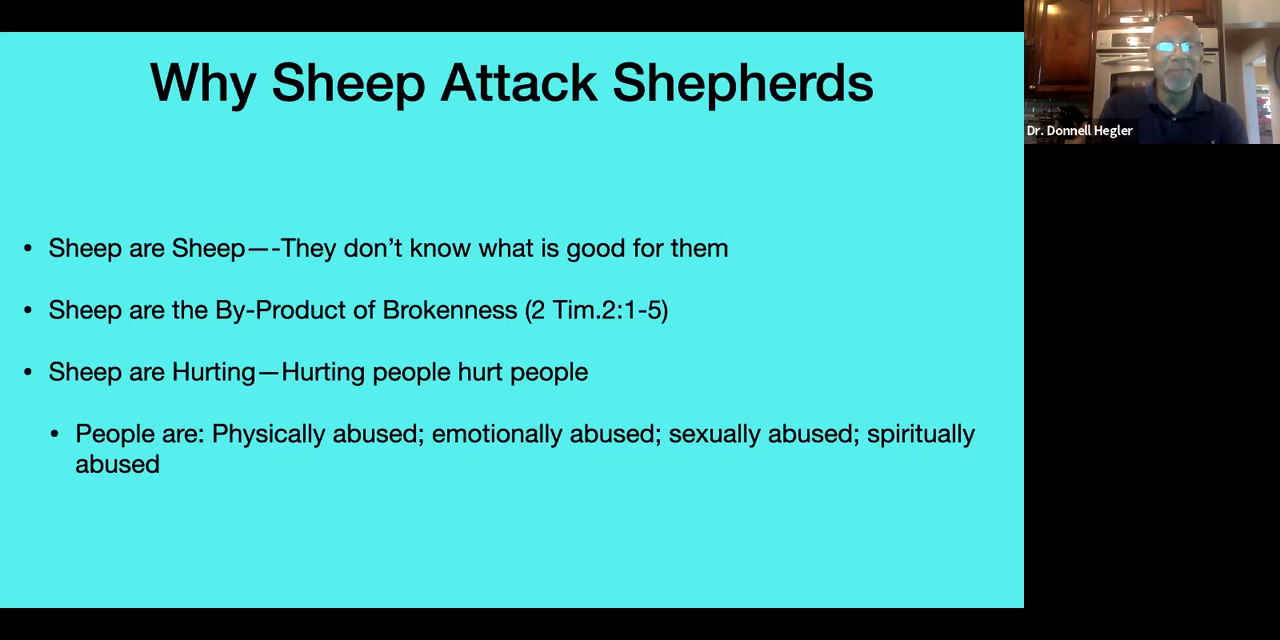 Why Sheep Attack Shepherds
• Sheep are Sheep—-They don’t know what is good for them
• Sheep are the By-Product of Brokenness (2 Tim.2:1-5)
• Sheep are Hurting—Hurting people hurt people
• People are: Physically abused; emotionally abused; sexually abused; spiritually
abused
Dr. Donnell Hegler